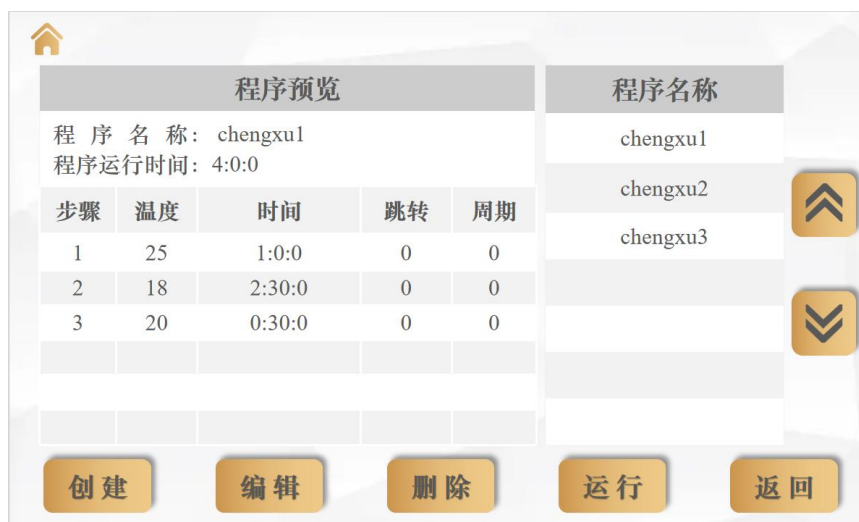 程序预览
程 序 名 称: chengxu1
程序运行时间: 4:0:0
步骤 温度 时间 跳转 周期
1 25 1:0:0 0 0
2 18 2:30:0 0 0
3 20 0:30:0 0 0
程序名称
chengxu1
chengxu2
chengxu3
创建 编辑 删除 运行 返回